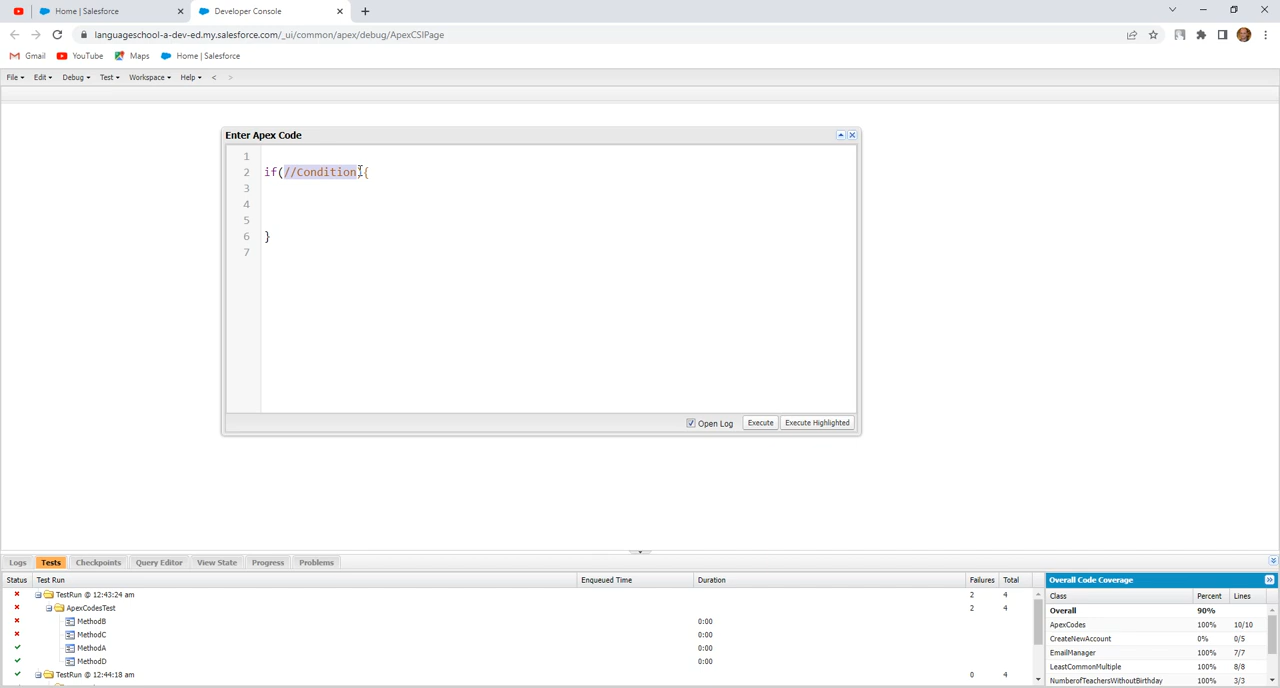 Home | Salesforce
Developer Console
languageschool-a-dev-ed.my.salesforce.com/_ui/common/apex/debug/ApexCSIPage
Gmail YouTube Maps Home | Salesforce
File Edit Debug Test Workspace Help < >
Enter Apex Code
1
2 if(//Condition){
3
4
5
6 }
7
Open Log Execute Execute Highlighted
Logs Tests Checkpoints Query Editor View State Progress Problems
Status Test Run Enqueued Time Duration Failures Total
TestRun @ 12:43:24 am 2 4
ApexCodesTest 2 4
MethodB 0:00
MethodC 0:00
MethodA 0:00
MethodD 0:00
TestRun @ 12:44:18 am 0 4
Overall Code Coverage
Class Percent Lines
Overall 90%
ApexCodes 100% 10/10
CreateNewAccount 0% 0/5
EmailManager 100% 7/7
LeastCommonMultiple 100% 8/8
NumberofTeachersWithoutBirthday 100% 3/3